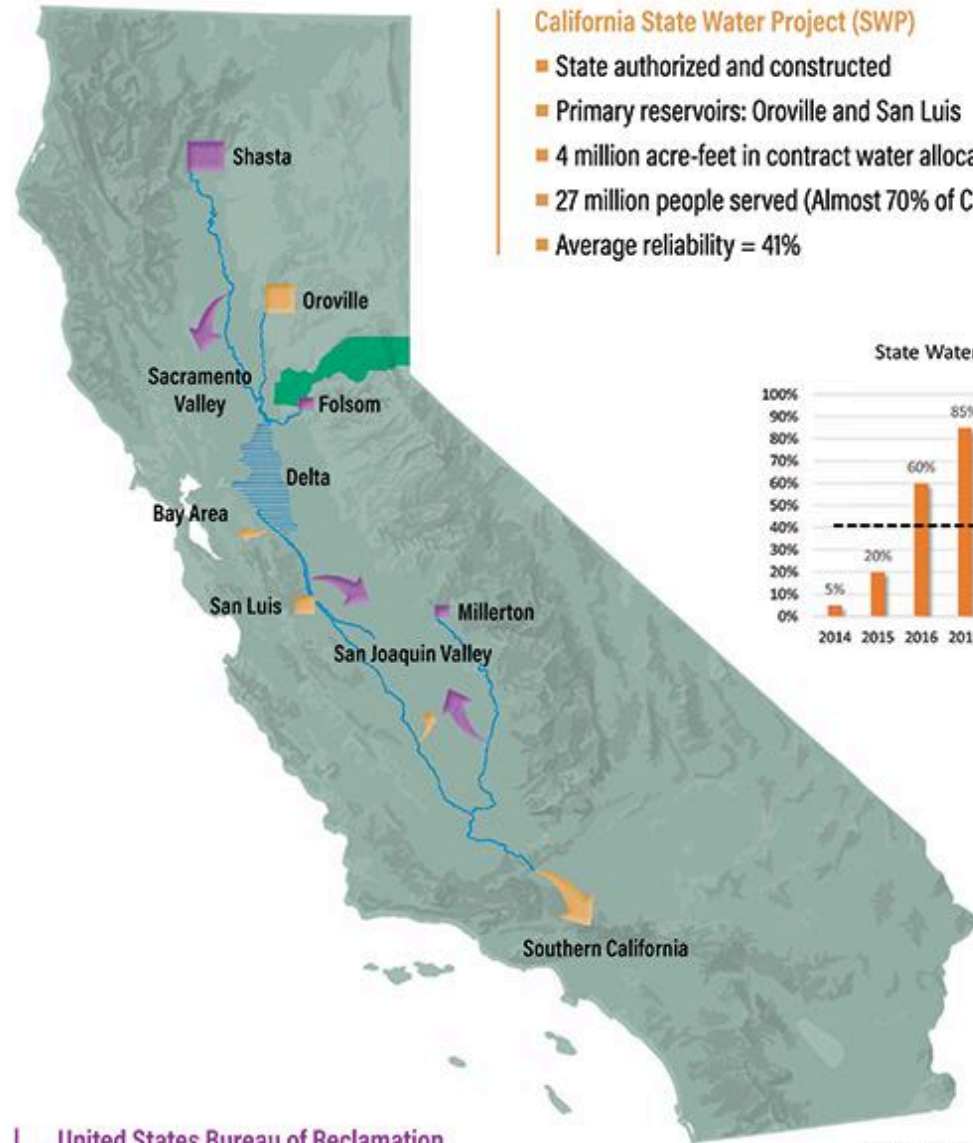 California State Water Project (SWP)
State authorized and constructed
Primary reservoirs: Oroville and San Luis
4 million acre-feet in contract water alloca
27 million people served (Almost 70% of C
Average reliability = 41%
Shasta
Oroville
Sacramento
Valley
Folsom
Delta
Bay Area
San Luis
Millerton
San Joaquin Valley
Southern California
State Water
100%
90%
80%
70%
60%
50%
40%
30%
20%
10%
0%
5%
20%
60%
85%
2014 2015 2016 201
United States Bureau of Reclamation